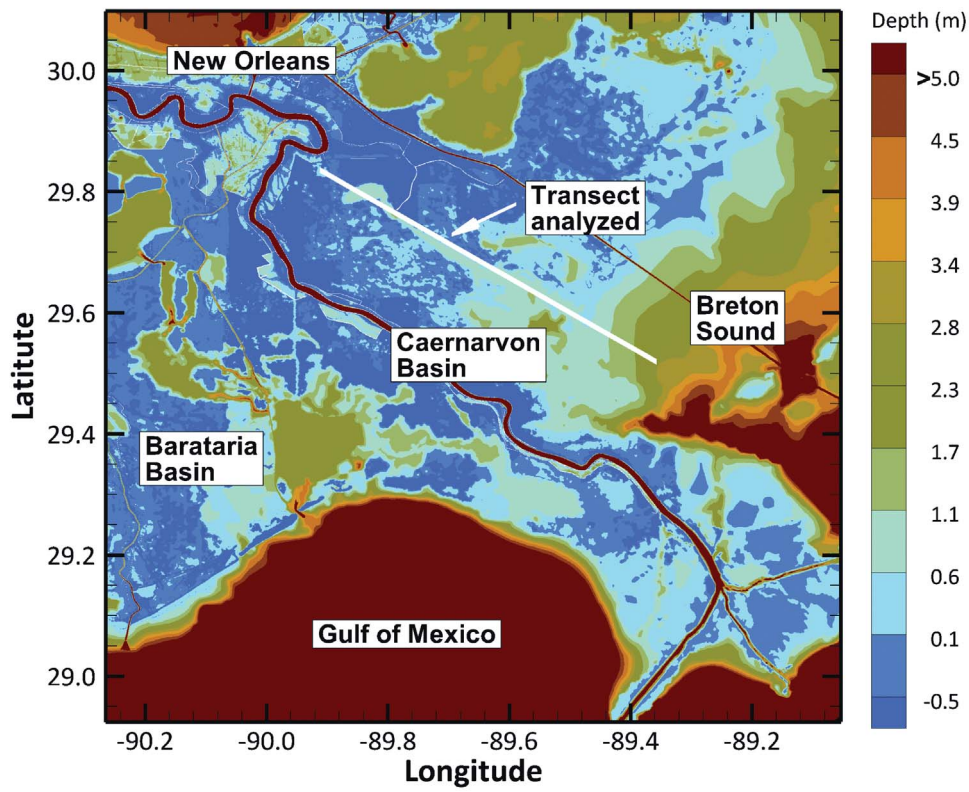 Depth (m)
New Orleans
30.0
>5.0
4.5
29.8
Transect
analyzed
3.9
3.4
29.6
Breton
Sound
2.8
Caernarvon
Basin
Latitute
2.3
29.4
Barataria
Basin
1.7
1.1
29.2
0.6
Gulf of Mexico
0.1
29.0
-0.5
-90.2
-90.0
-89.8
-89.6
-89.4
-89.2
Longitude